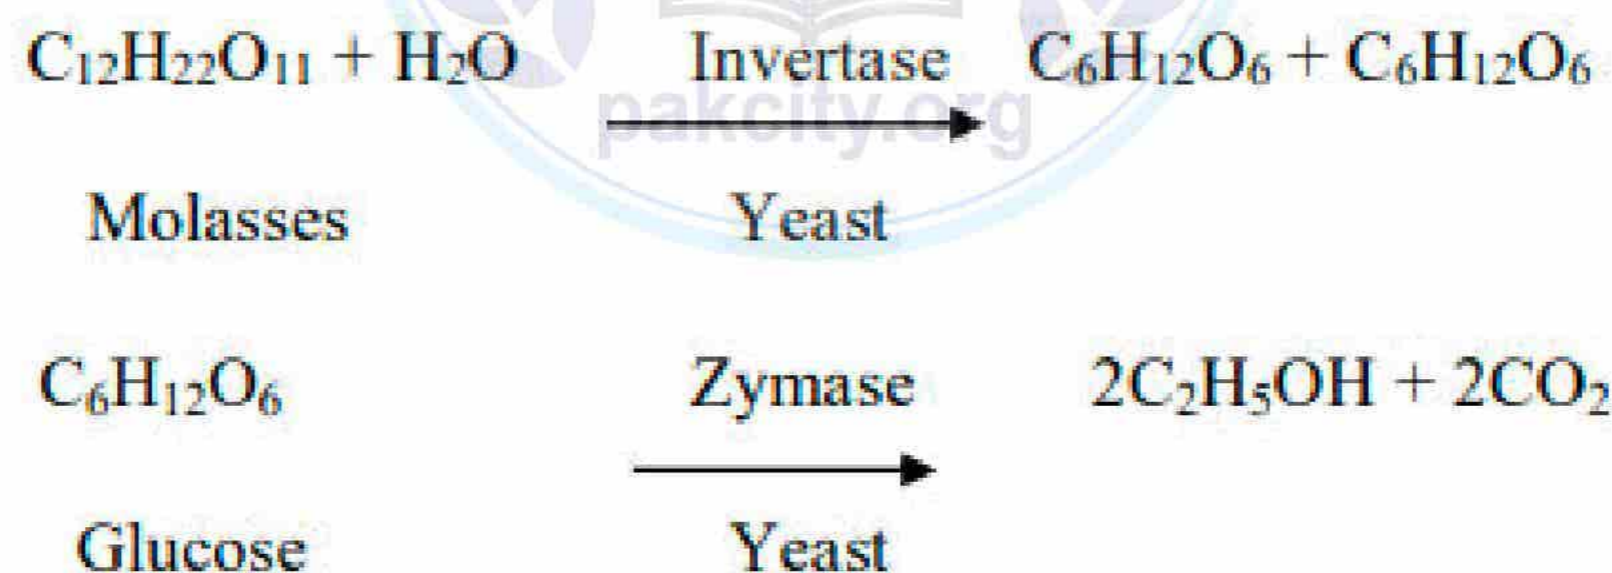 C₁₂H₂₂O₁₁ + H₂O Invertase C₆H₁₂O₆ + C₆H₁₂O₆
pakcity.org
Molasses Yeast
C₆H₁₂O₆ Zymase 2C₂H₅OH + 2CO₂
Glucose Yeast